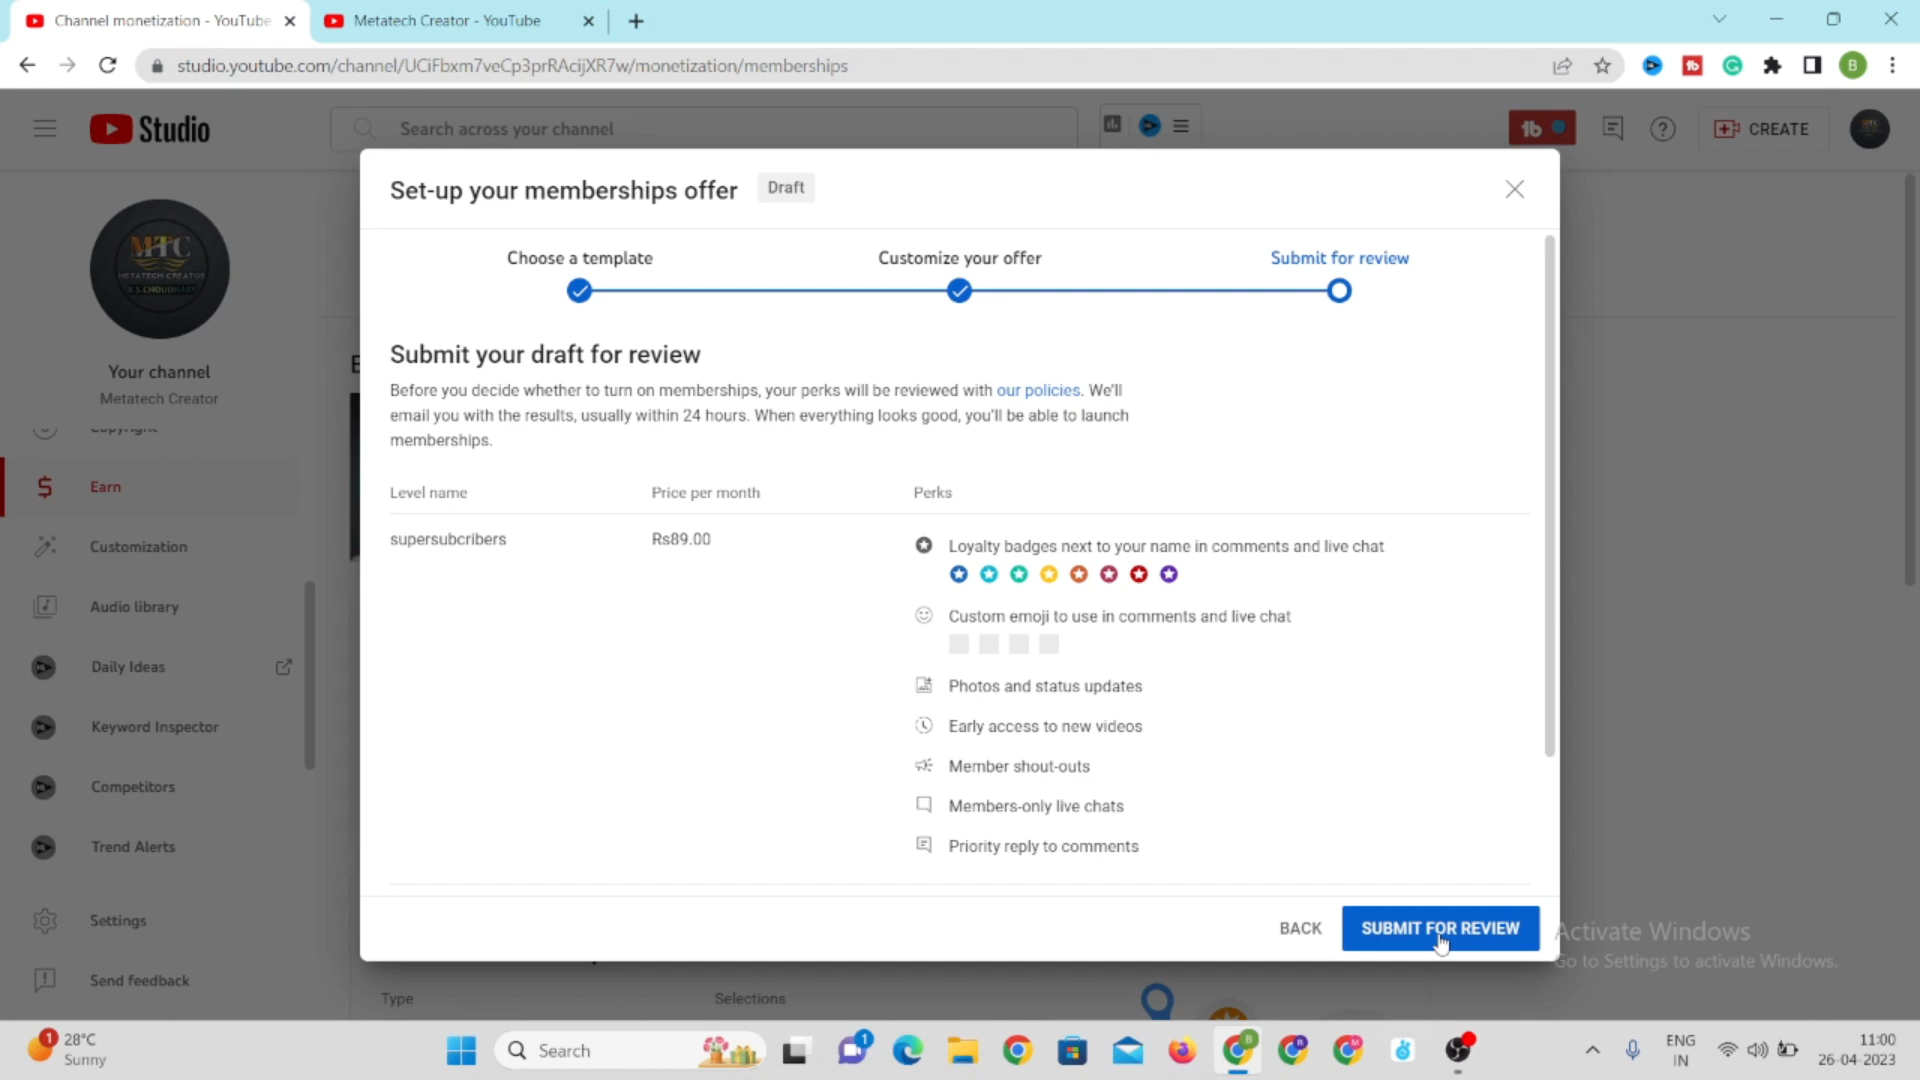 Channel monetization - YouTube
Metatech Creator - YouTube
studio.youtube.com/channel/UCiFbxm7veCp3prRAcijXR7w/monetization/memberships
B
Studio
Search across your channel
CREATE
Set-up your memberships offer
Draft
Choose a template
Customize your offer
Submit for review
MTC
METATECH CREATOR
B.S.CHOUDHARY
Your channel
Metatech Creator
Copyright
Earn
Customization
Audio library
Daily Ideas
Keyword Inspector
Competitors
Trend Alerts
Settings
Send feedback
Submit your draft for review
Before you decide whether to turn on memberships, your perks will be reviewed with our policies. We'll
email you with the results, usually within 24 hours. When everything looks good, you'll be able to launch
memberships.
Level name
Price per month
Perks
supersubcribers
Rs89.00
Loyalty badges next to your name in comments and live chat
Custom emoji to use in comments and live chat
Photos and status updates
Early access to new videos
Member shout-outs
Members-only live chats
Priority reply to comments
BACK
SUBMIT FOR REVIEW
Activate Windows
Go to Settings to activate Windows.
Type
Selections
1
28°C
Sunny
Search
1
ENG
IN
11:00
26-04-2023